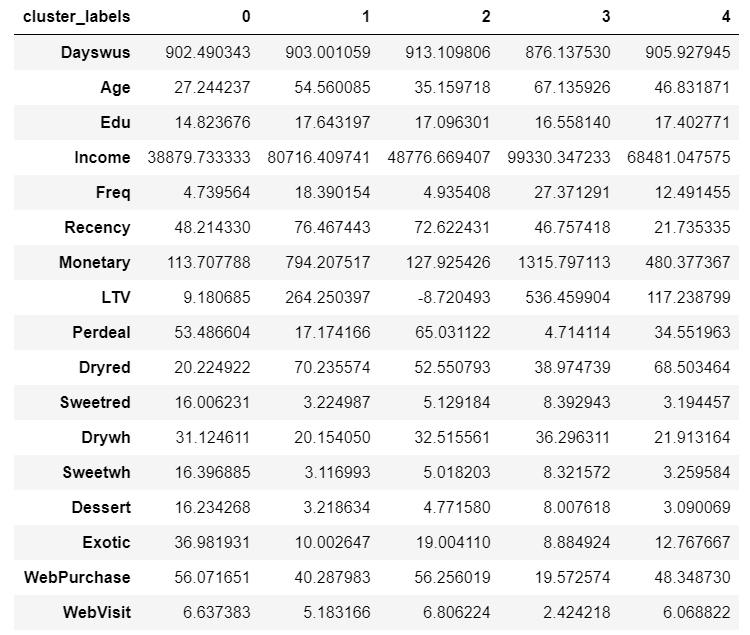 cluster_labels 0 1 2 3 4
Dayswus 902.490343 903.001059 913.109806 876.137530 905.927945
Age 27.244237 54.560085 35.159718 67.135926 46.831871
Edu 14.823676 17.643197 17.096301 16.558140 17.402771
Income 38879.733333 80716.409741 48776.669407 99330.347233 68481.047575
Freq 4.739564 18.390154 4.935408 27.371291 12.491455
Recency 48.214330 76.467443 72.622431 46.757418 21.735335
Monetary 113.707788 794.207517 127.925426 1315.797113 480.377367
LTV 9.180685 264.250397 -8.720493 536.459904 117.238799
Perdeal 53.486604 17.174166 65.031122 4.714114 34.551963
Dryred 20.224922 70.235574 52.550793 38.974739 68.503464
Sweetred 16.006231 3.224987 5.129184 8.392943 3.194457
Drywh 31.124611 20.154050 32.515561 36.296311 21.913164
Sweetwh 16.396885 3.116993 5.018203 8.321572 3.259584
Dessert 16.234268 3.218634 4.771580 8.007618 3.090069
Exotic 36.981931 10.002647 19.004110 8.884924 12.767667
WebPurchase 56.071651 40.287983 56.256019 19.572574 48.348730
WebVisit 6.637383 5.183166 6.806224 2.424218 6.068822